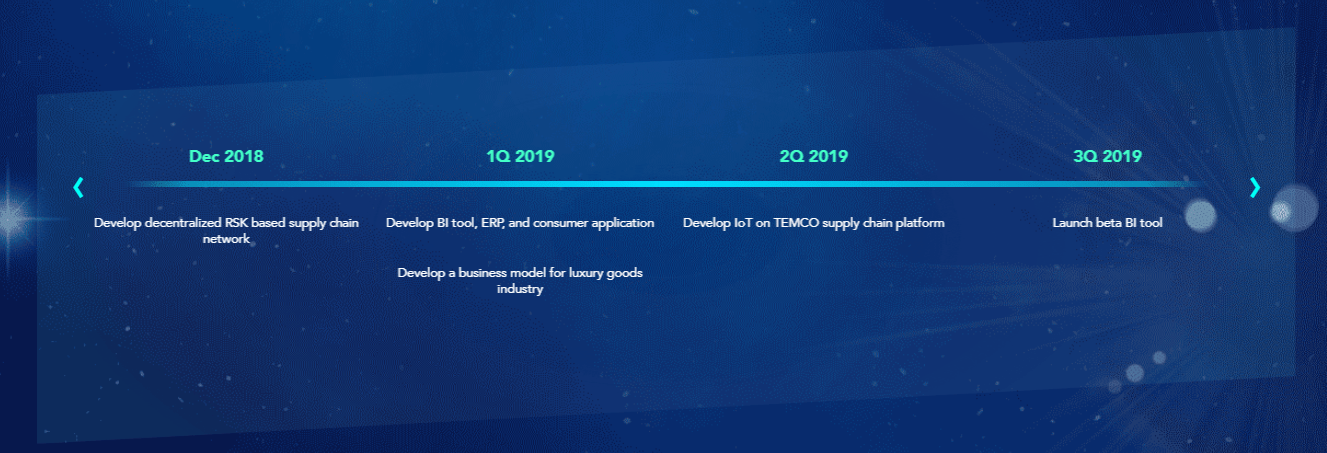 Dec 2018
1Q 2019
2Q 2019
3Q 2019
Develop decentralized RSK based supply chain
network
Develop BI tool, ERP, and consumer application
Develop a business model for luxury goods
industry
Develop IoT on TEMCO supply chain platform
Launch beta BI tool